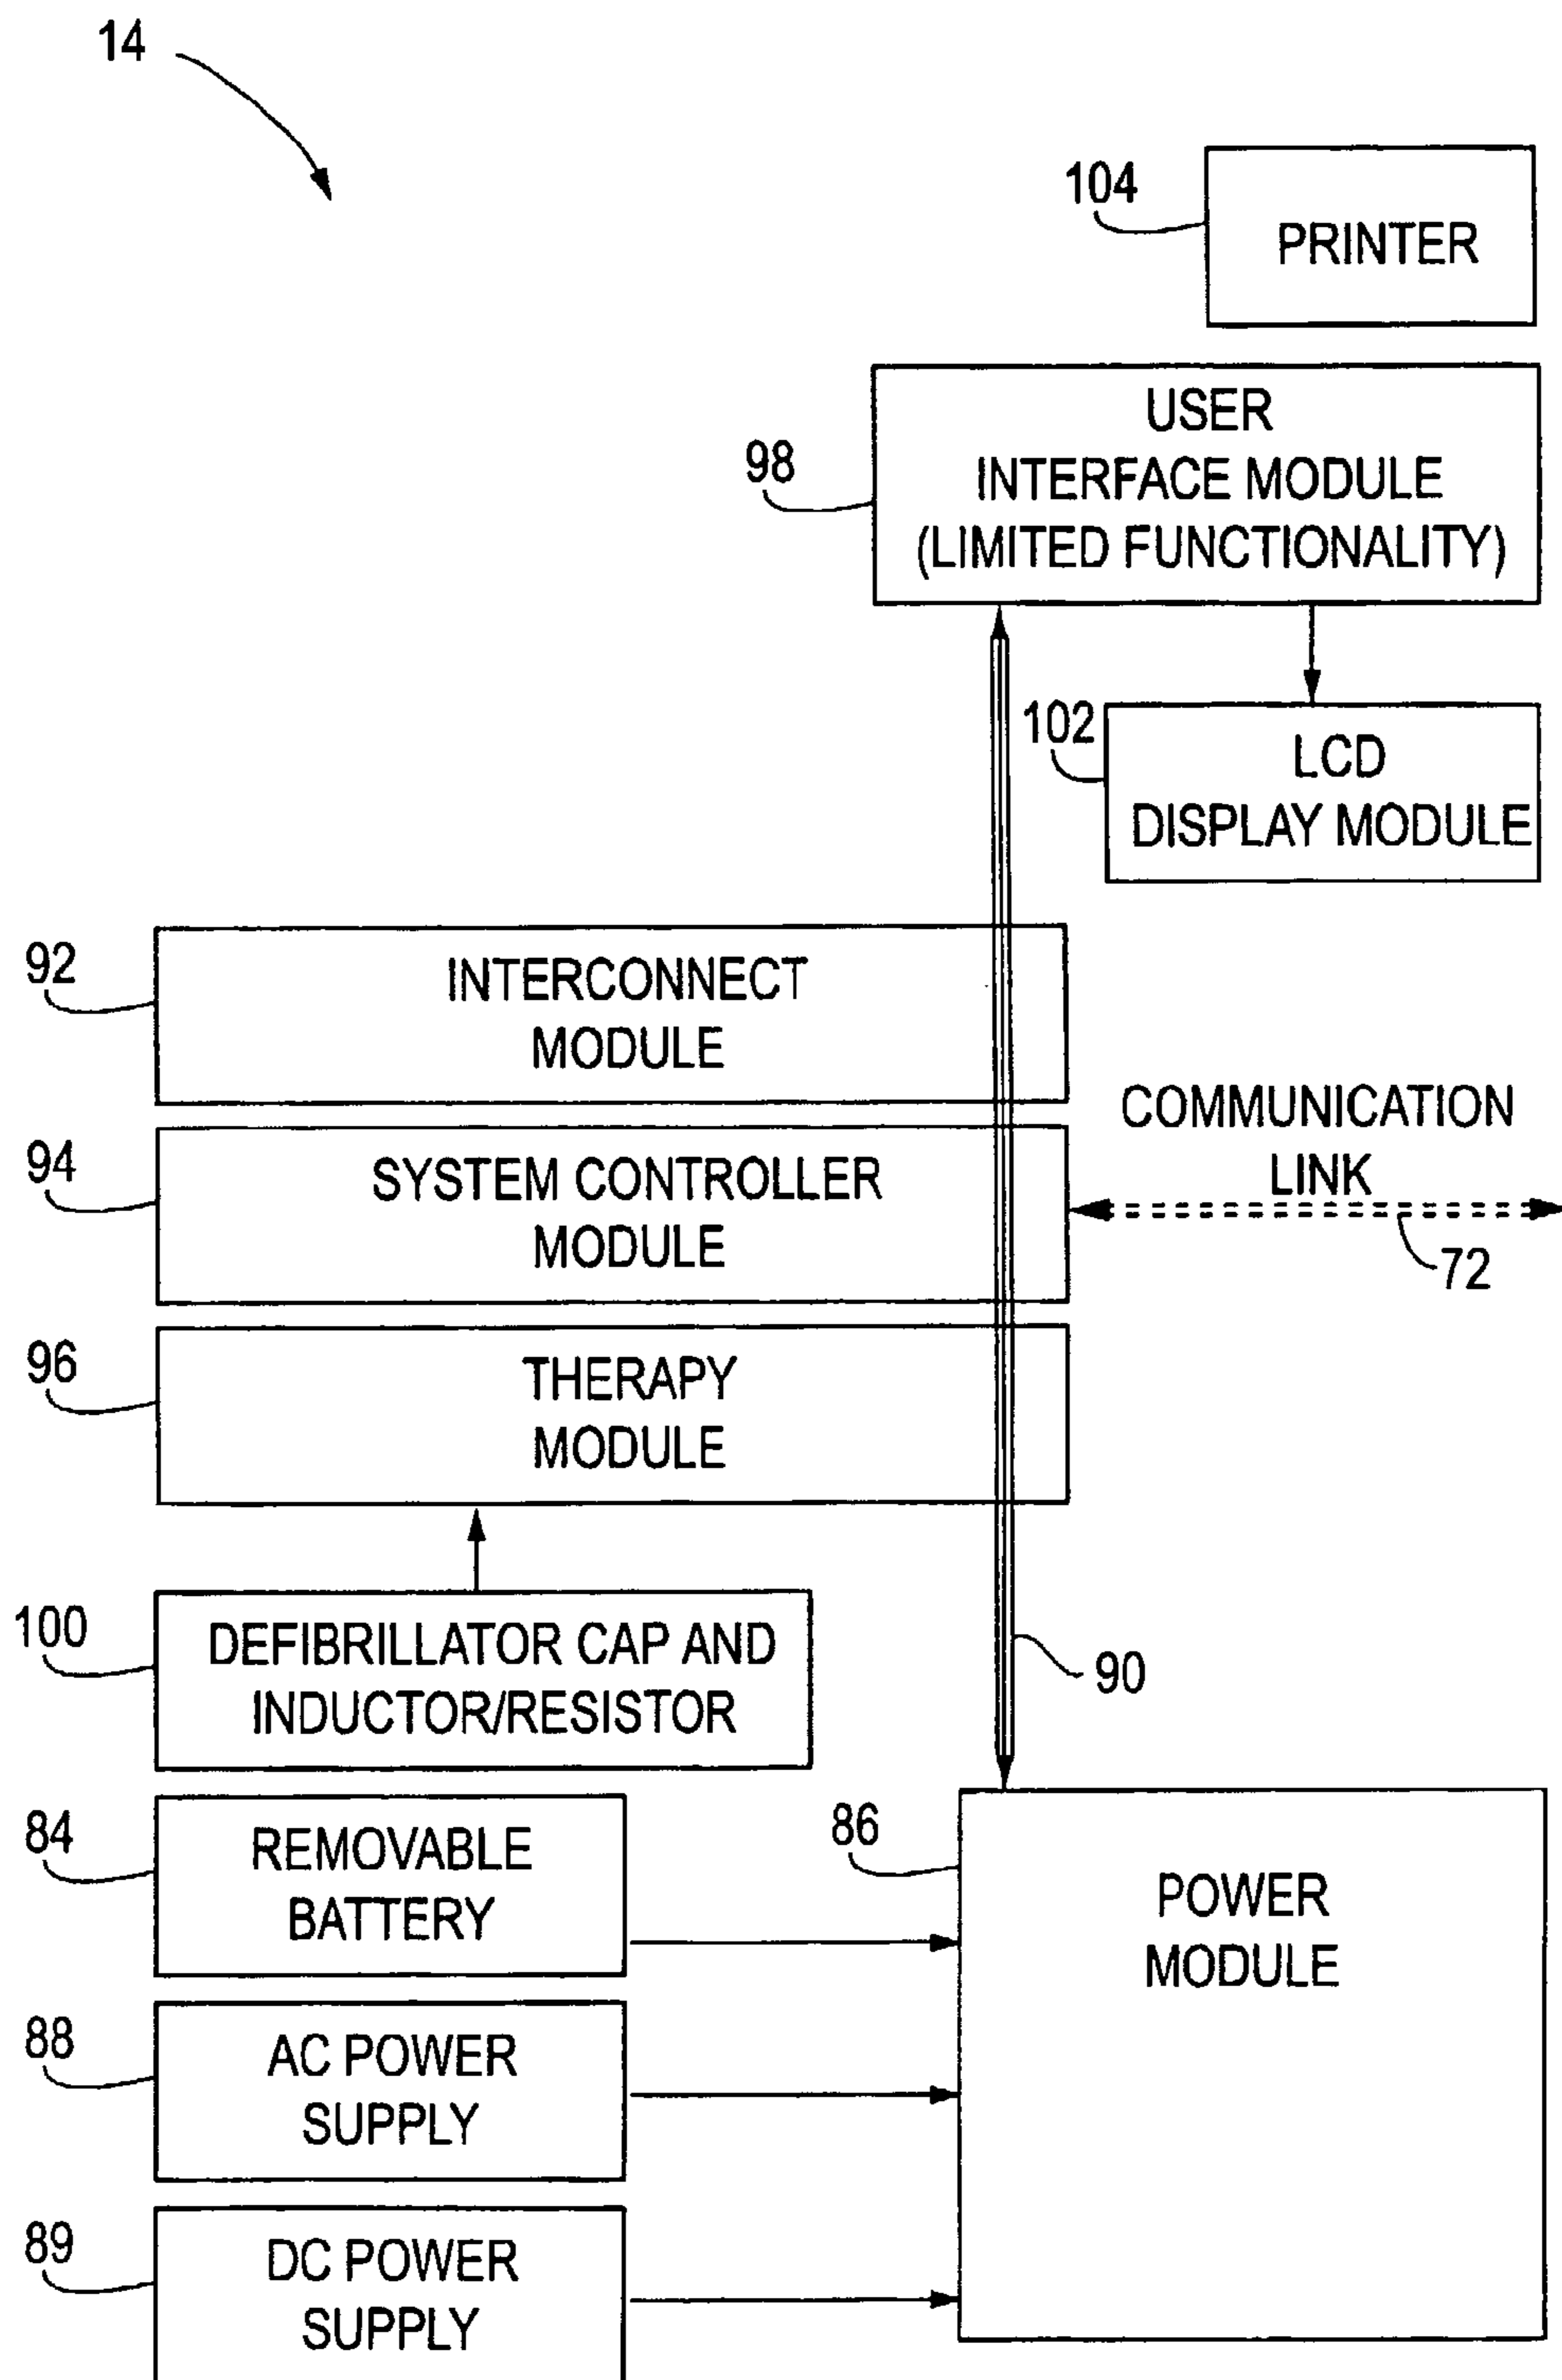 14
104
PRINTER
USER
98
INTERFACE MODULE
(LIMITED FUNCTIONALITY)
102
LCD
DISPLAY MODULE
92
INTERCONNECT
MODULE
COMMUNICATION
LINK
94
SYSTEM CONTROLLER
MODULE
72
96
THERAPY
MODULE
100
DEFIBRILLATOR CAP AND
INDUCTOR/RESISTOR
90
84
REMOVABLE
BATTERY
86
POWER
MODULE
88
AC POWER
SUPPLY
89
DC POWER
SUPPLY